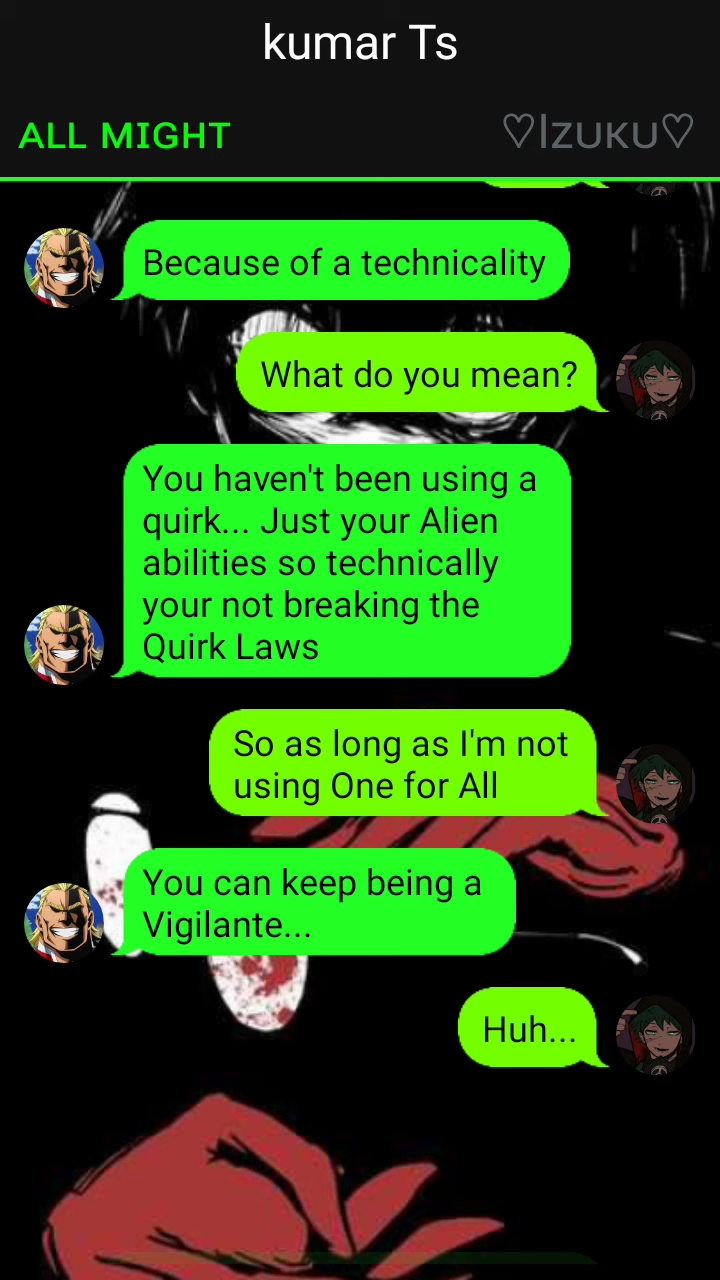 kumar Ts
ALL MIGHT
♡Izuku♡
Because of a technicality
What do you mean?
You haven't been using a
quirk... Just your Alien
abilities so technically
your not breaking the
Quirk Laws
So as long as I'm not
using One for All
You can keep being a
Vigilante...
Huh...